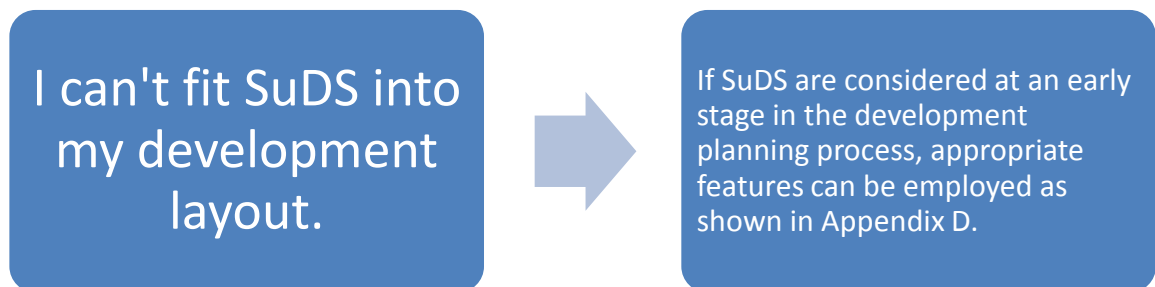 I can't fit SuDS into
my development
layout.
If SuDS are considered at an early
stage in the development
planning process, appropriate
features can be employed as
shown in Appendix D.